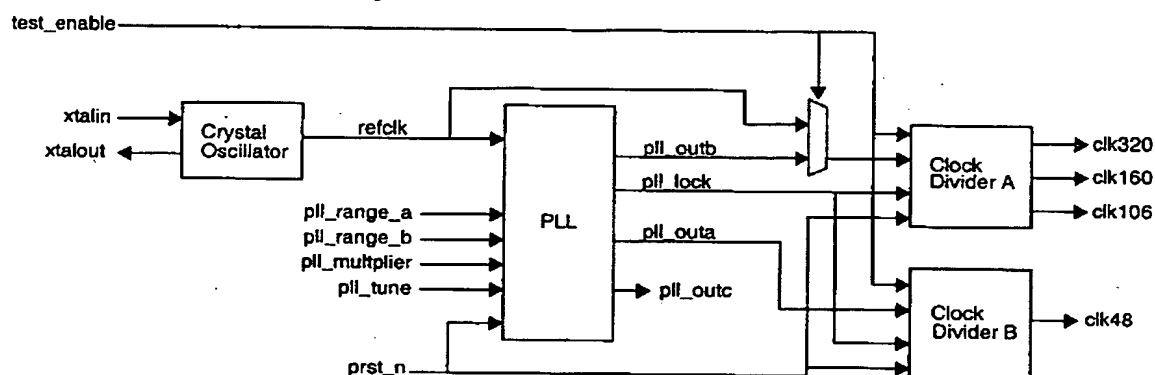 test_enable
xtalin
xtalout
Crystal
Oscillator
refclk
pll_range_a
pll_range_b
pll_multplier
pll_tune
prst_n
PLL
pll_outb
pll_lock
pll_outa
pll_outc
Clock
Divider A
clk320
clk160
clk106
Clock
Divider B
clk48